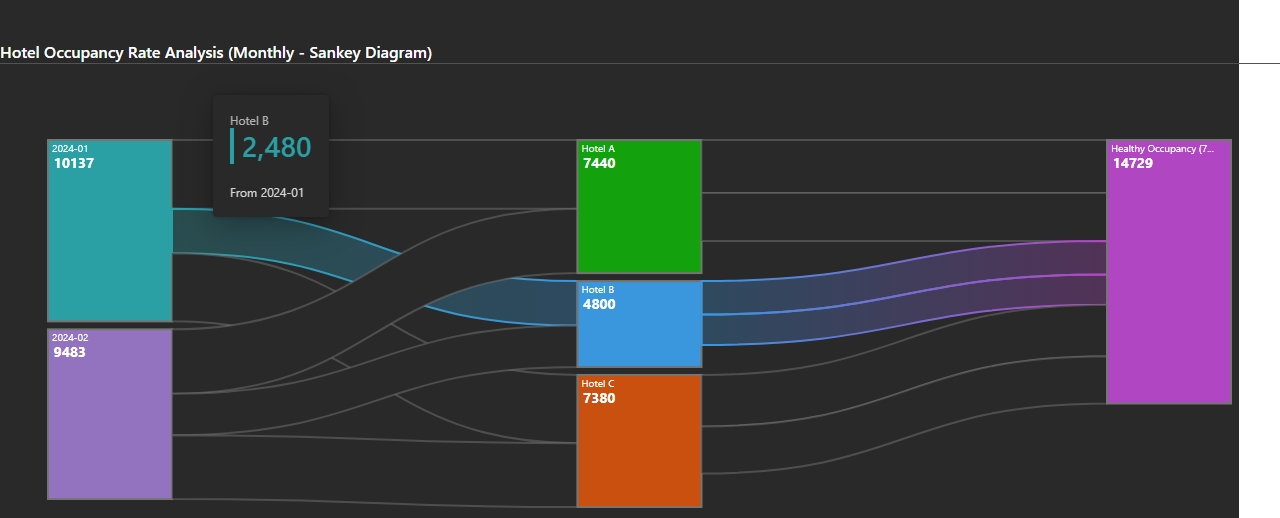 Hotel Occupancy Rate Analysis (Monthly - Sankey Diagram)
Hotel B
2,480
From 2024-01
2024-01
10137
2024-02
9483
Hotel A
7440
Hotel B
4800
Hotel C
7380
Healthy Occupancy (7...
14729